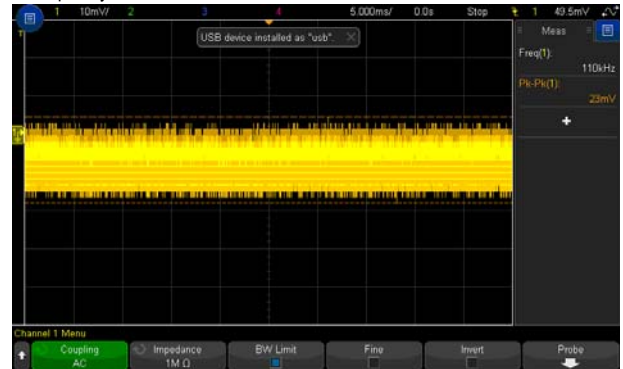 1 10mV/ 2 3 4 5.000ms/ 0.0s Stop 1 49.5mV
USB device installed as "usb".
T
Meas
Freq(1):
110kHz
Pk-Pk(1):
23mV
Channel 1 Menu
Coupling
AC
Impedance
1M Ω
BW Limit
Fine
Invert
Probe